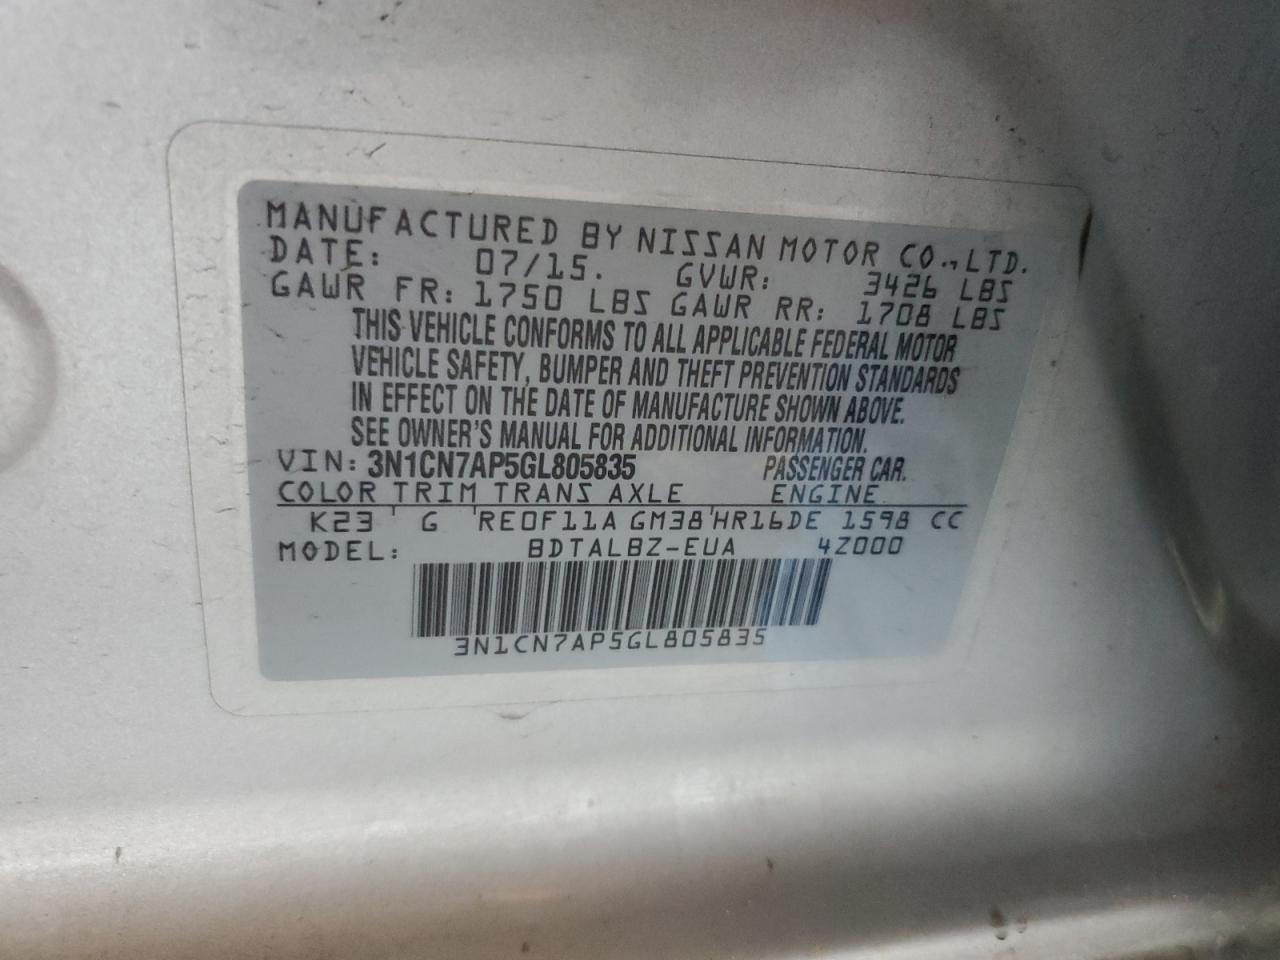 MANUFACTURED BY NISSAN MOTOR CO.,LTD.
DATE: 07/15. GVWR: 3426 LBS
GAWR FR: 1750 LBS GAWR RR: 1708 LBS
THIS VEHICLE CONFORMS TO ALL APPLICABLE FEDERAL MOTOR
VEHICLE SAFETY, BUMPER AND THEFT PREVENTION STANDARDS
IN EFFECT ON THE DATE OF MANUFACTURE SHOWN ABOVE.
SEE OWNER'S MANUAL FOR ADDITIONAL INFORMATION.
VIN: 3N1CN7AP5GL805835 PASSENGER CAR.
COLOR TRIM TRANS AXLE ENGINE
K23 G RE0F11A GM38 HR16DE 1598 CC
MODEL: BDTALBZ-EUA 4Z000
3N1CN7AP5GL805835